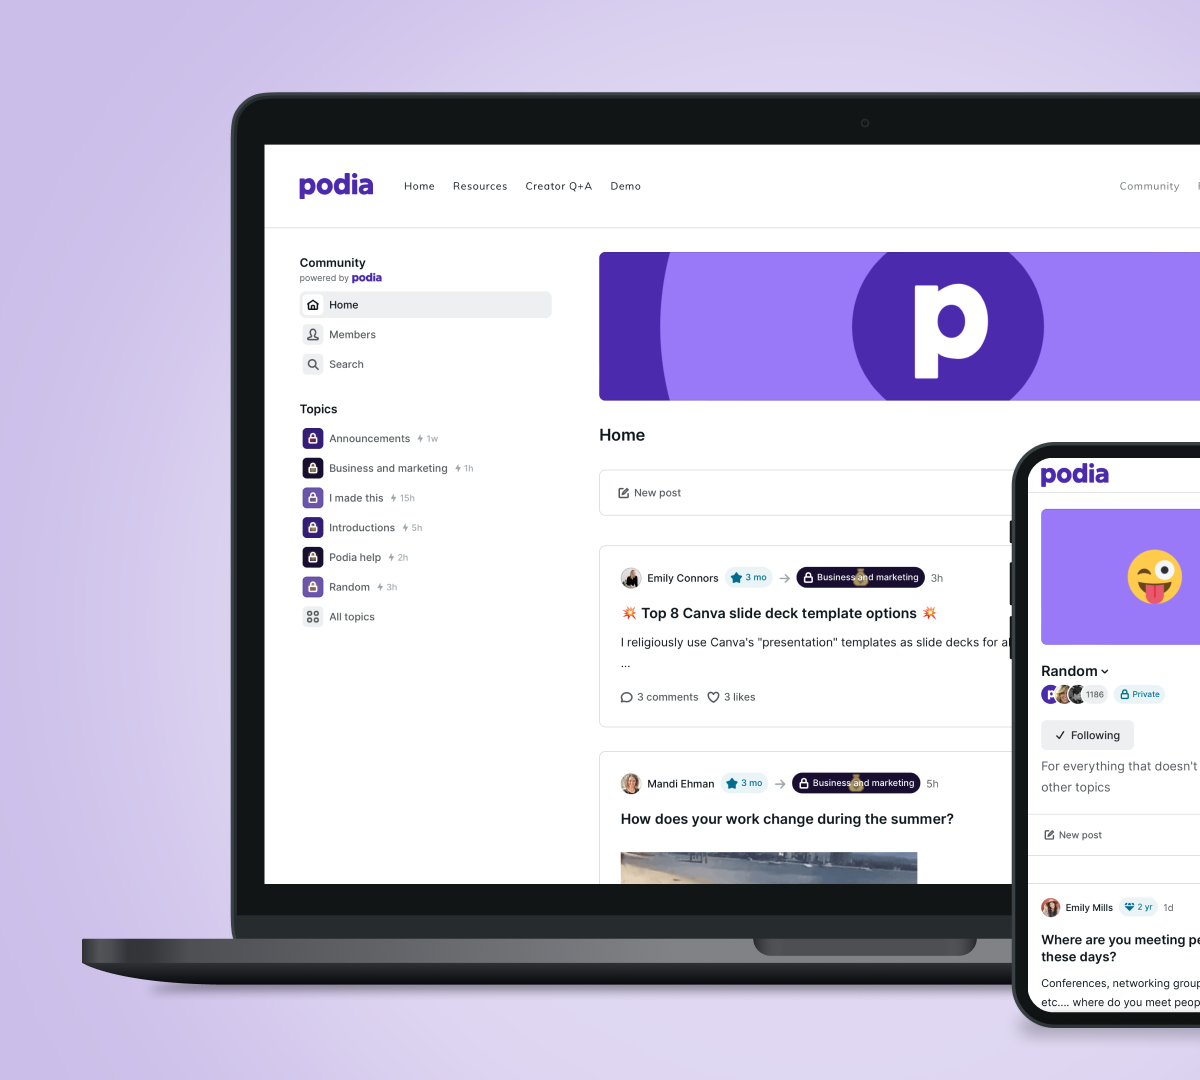 podia
Home Resources Creator Q+A Demo
Community
Community
powered by podia
Home
Members
Search
Topics
Announcements 1w
Business and marketing 1h
I made this 15h
Introductions 5h
Podia help 2h
Random 3h
All topics
p
Home
New post
Emily Connors 3 mo → Business and marketing 3h
Top 8 Canva slide deck template options
I religiously use Canva's "presentation" templates as slide decks for
...
3 comments 3 likes
Mandi Ehman 3 mo → Business and marketing 5h
How does your work change during the summer?
podia
Random
p 1186 Private
Following
For everything that doesn't
other topics
New post
Emily Mills 2 yr 1d
Where are you meeting
these days?
Conferences, networking
etc.... where do you meet